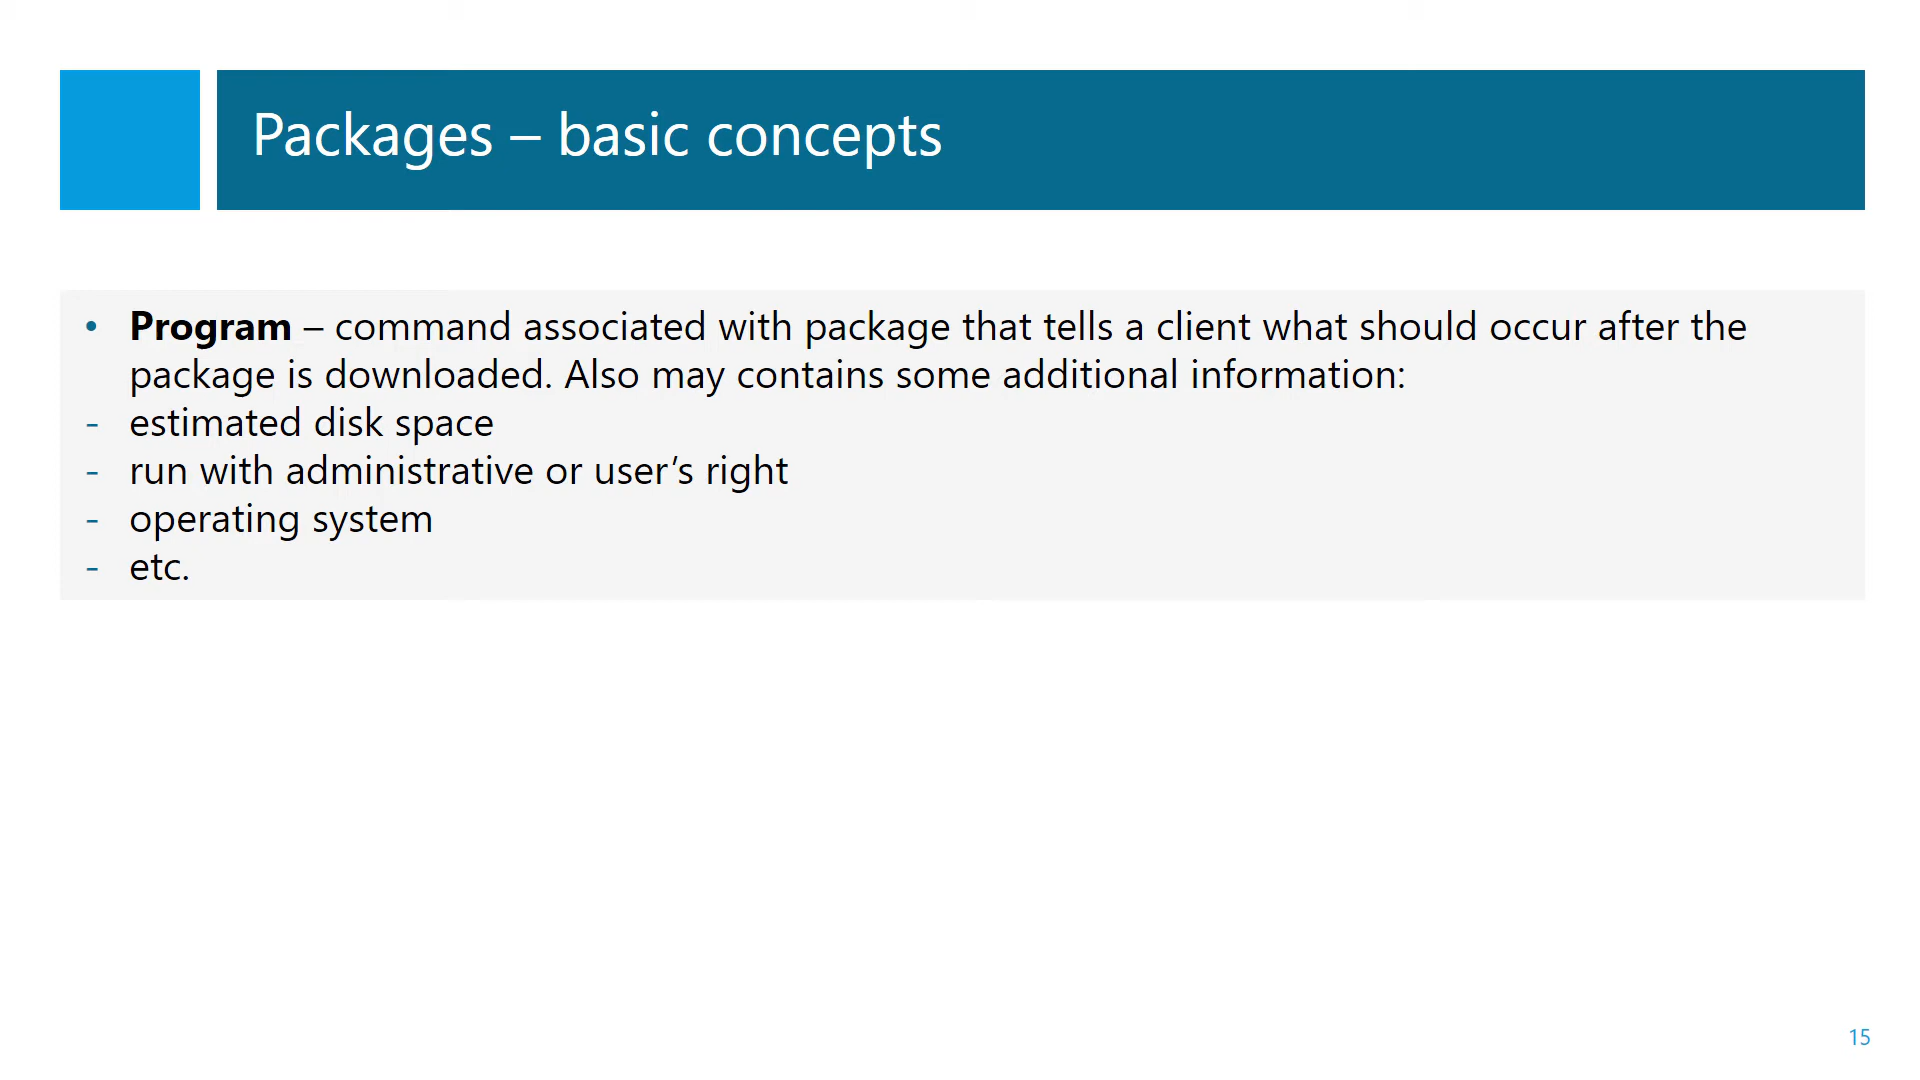 Packages – basic concepts
• Program – command associated with package that tells a client what should occur after the
package is downloaded. Also may contains some additional information:
- estimated disk space
- run with administrative or user’s right
- operating system
- etc.
15